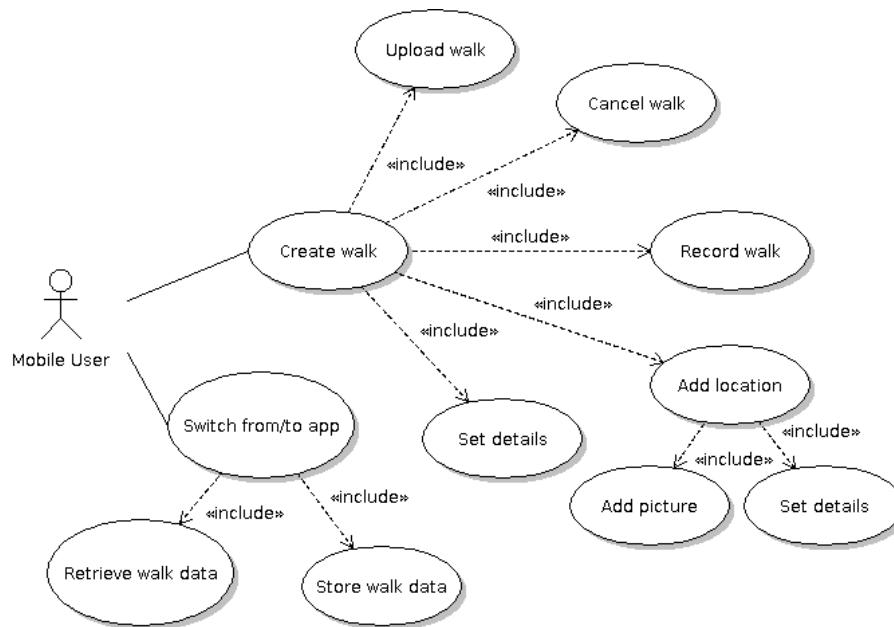 Upload walk
Cancel walk
«include»
«include»
«include»
Create walk
Record walk
«include»
«include»
Mobile User
Add location
Switch from/to app
Set details
«include»
«include»
«include»
«include»
Add picture
Set details
Retrieve walk data
Store walk data